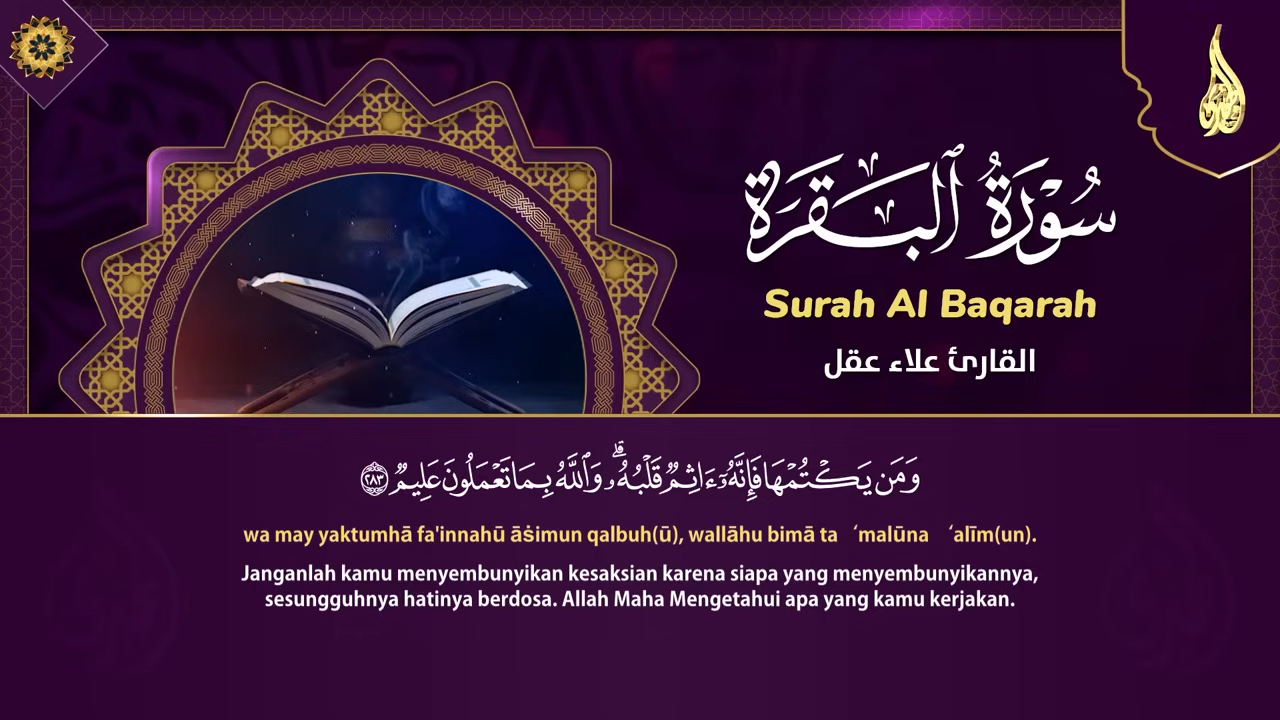 سُورَةُ ٱلْبَقَرَةِ
Surah Al Baqarah
القارئ علاء عقل
وَمَن يَكْتُمْهَا فَإِنَّهُۥٓ ءَاثِمٌ قَلْبُهُۥ ۗ وَٱللَّهُ بِمَا تَعْمَلُونَ عَلِيمٌ ٢٨٣
wa may yaktumhā fa'innahū āṡimun qalbuh(ū), wallāhu bimā ta ‘malūna ‘alīm(un).
Janganlah kamu menyembunyikan kesaksian karena siapa yang menyembunyikannya,
sesungguhnya hatinya berdosa. Allah Maha Mengetahui apa yang kamu kerjakan.